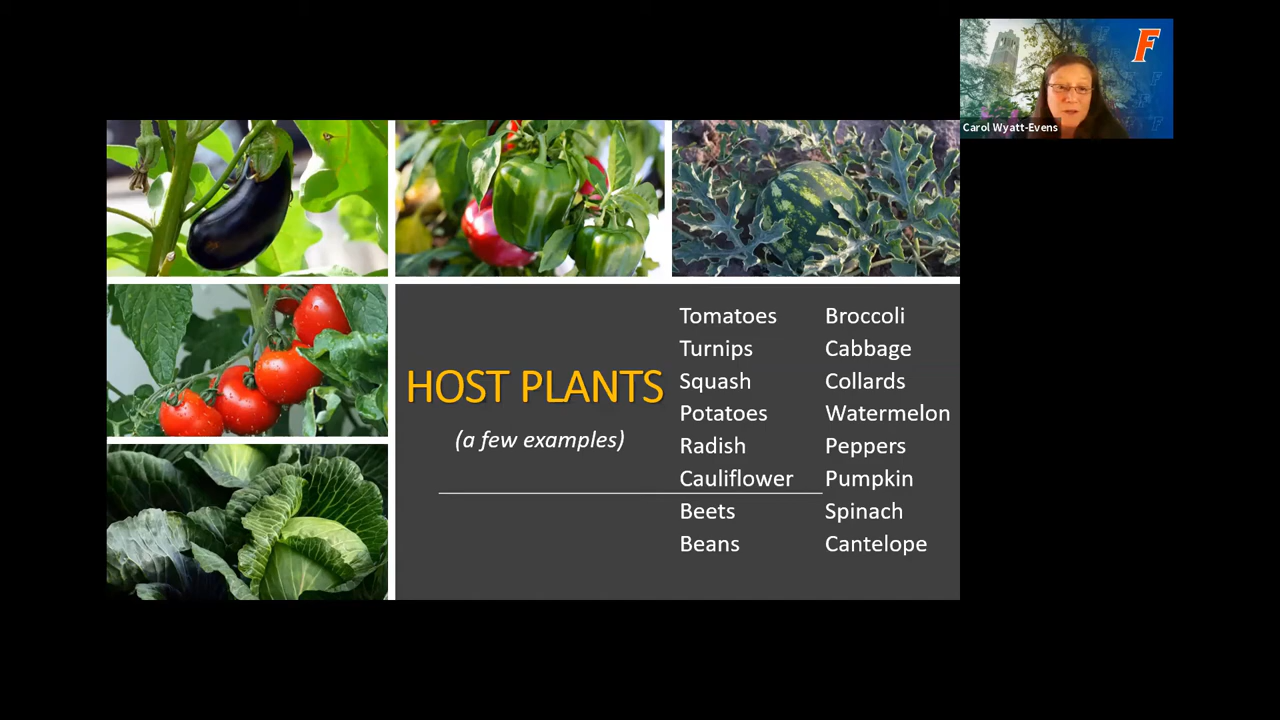 F
Carol Wyatt-Evens
HOST PLANTS
(a few examples)
Tomatoes
Turnips
Squash
Potatoes
Radish
Cauliflower
Beets
Beans
Broccoli
Cabbage
Collards
Watermelon
Peppers
Pumpkin
Spinach
Cantelope